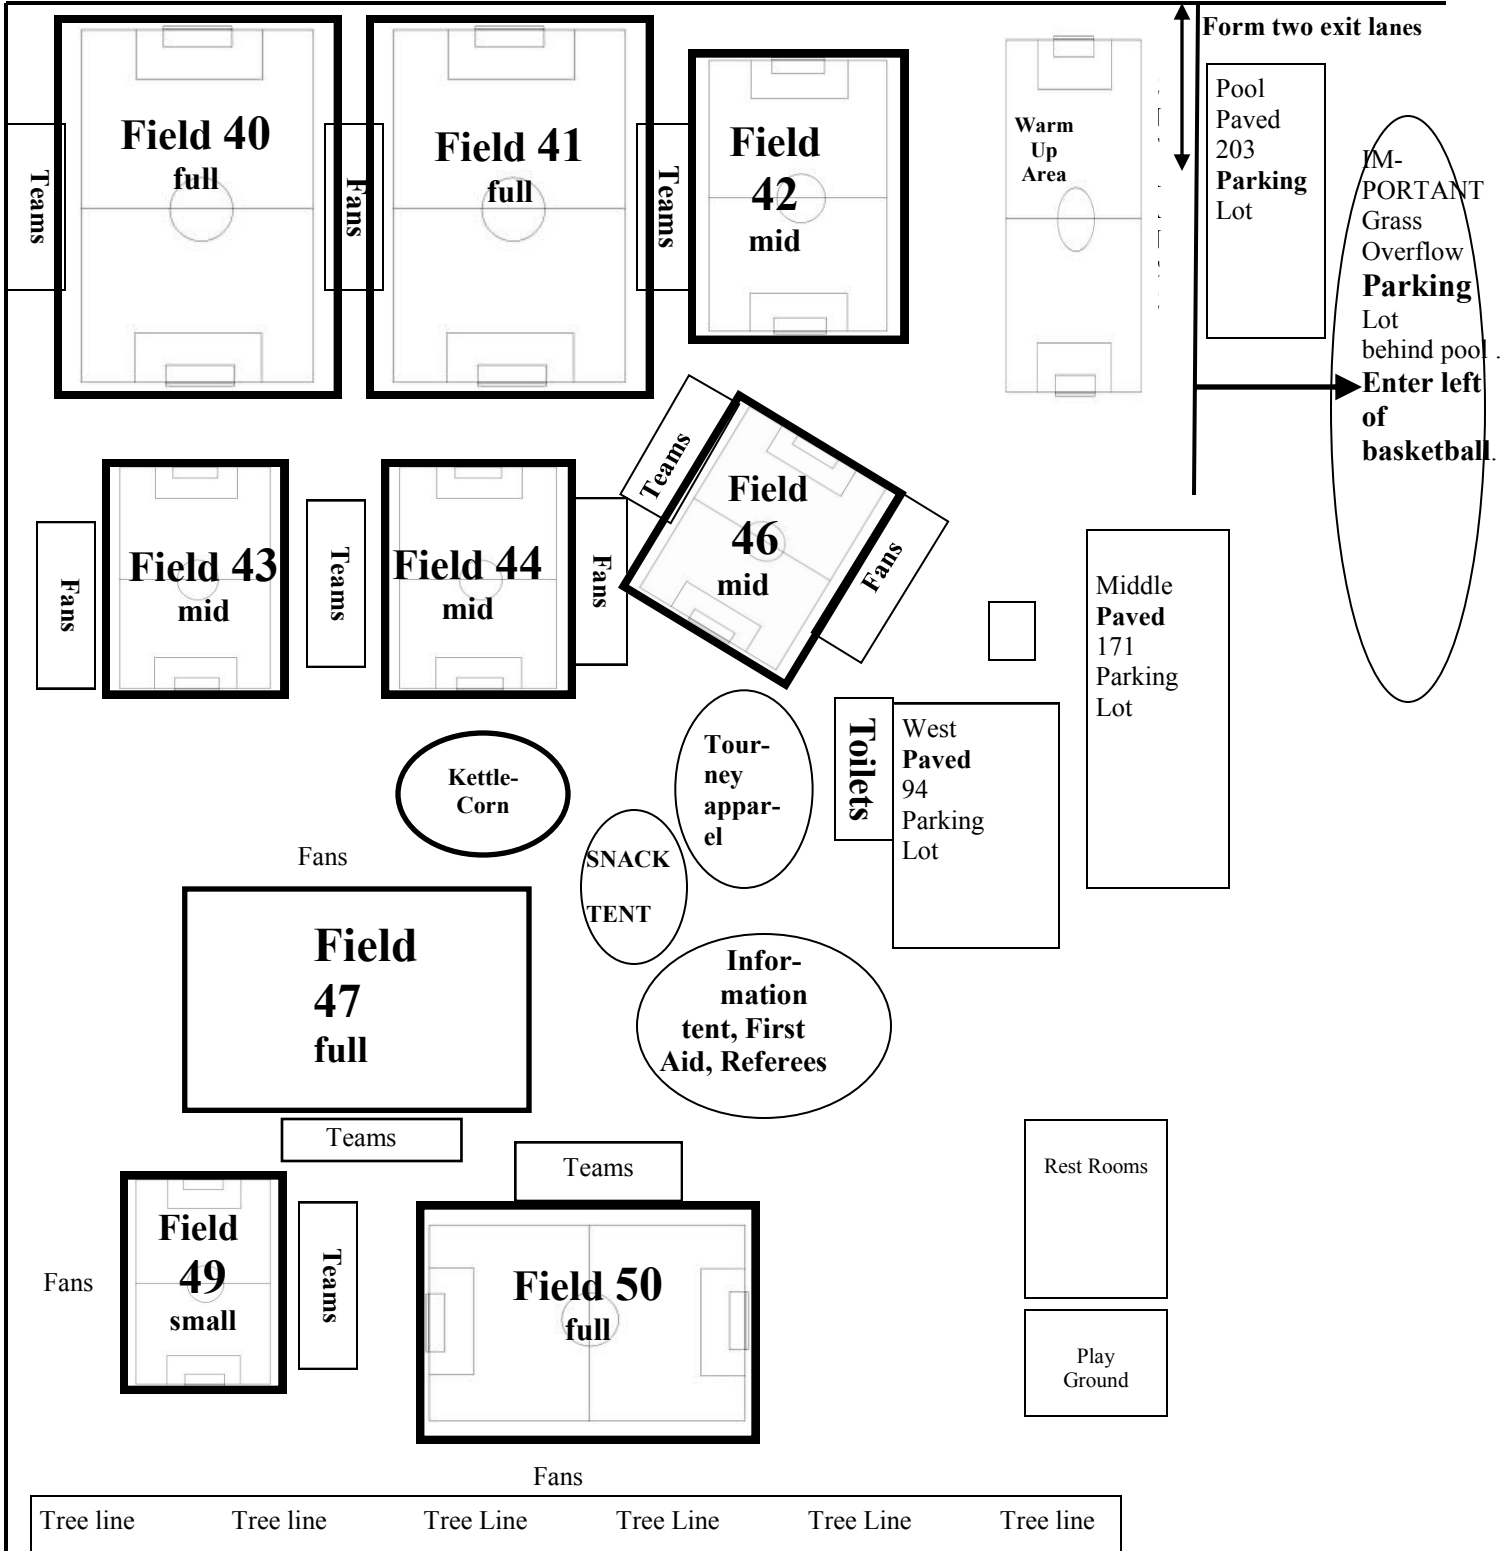 Form two exit lanes
Field 40
full
Teams
Fans
Field 41
full
Teams
Field
42
mid
Warm
Up
Area
Pool
Paved
203
Parking
Lot
IM-
PORTANT
Grass
Overflow
Parking
Lot
behind pool .
Enter left
of
basketball.
Fans
Field 43
mid
Teams
Field 44
mid
Fans
Teams
Field
46
mid
Fans
Middle
Paved
171
Parking
Lot
Kettle-
Corn
Tour-
ney
appar-
el
Toilets
West
Paved
94
Parking
Lot
SNACK
TENT
Fans
Field
47
full
Teams
Infor-
mation
tent, First
Aid, Referees
Fans
Field
49
small
Teams
Teams
Field 50
full
Fans
Rest Rooms
Play
Ground
Tree line Tree line Tree Line Tree Line Tree Line Tree line